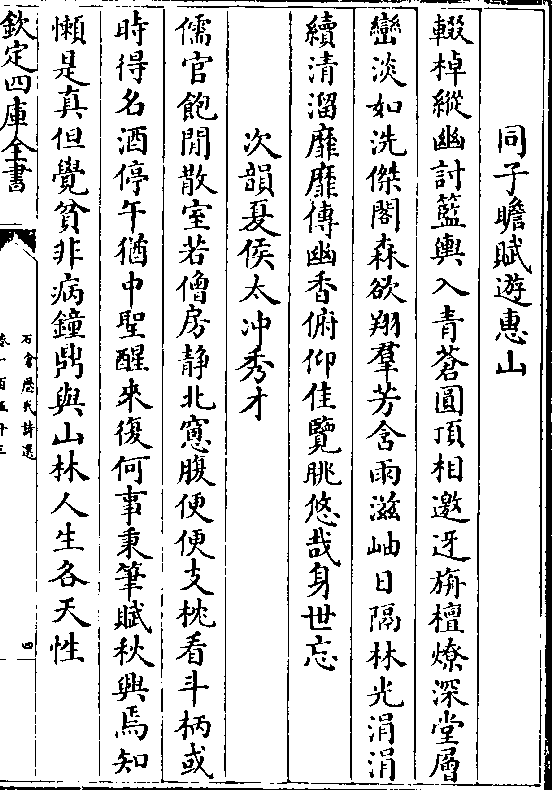 同子瞻賦遊惠山
輟棹縱幽討籃輿入青蒼圓頂相邀迓旃檀燎深堂層
巒淡如洗傑閣森欲翔羣芳含雨滋岫日隔林光涓涓
續清溜靡靡傳幽香俯仰佳覽眺悠哉身世忘
次韻夏侯太冲秀才
儒官飽閒散室若僧房静北窻腹便便支枕看斗柄或
時得名酒停午猶中聖醒來復何事秉筆賦秋興焉知
懶是真但覺貧非病鐘鼎與山林人生各天性
欽定四庫全書
石倉歷代詩選
卷一百五十三
四